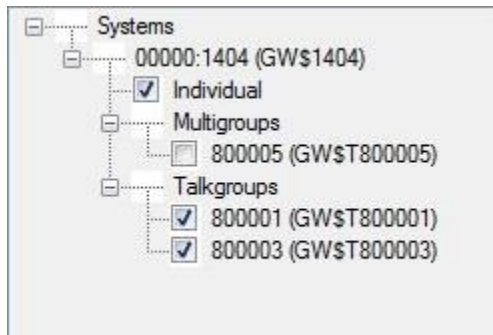 Systems
00000:1404 (GW$1404)
Individual
Multigroups
800005 (GW$T800005)
Talkgroups
800001 (GW$T800001)
800003 (GW$T800003)